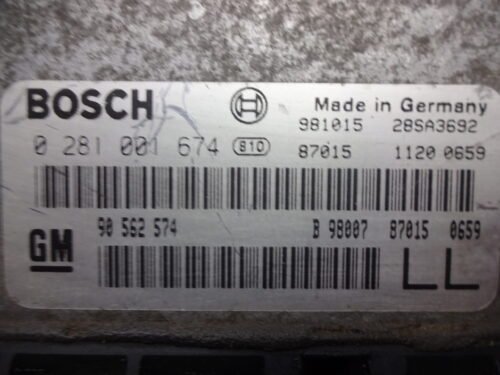 BOSCH Made in Germany
981015 28SA3692
0 281 001 674 810 87015 1120 0659
90 562 574 B 98007 87015 0659
GM LL